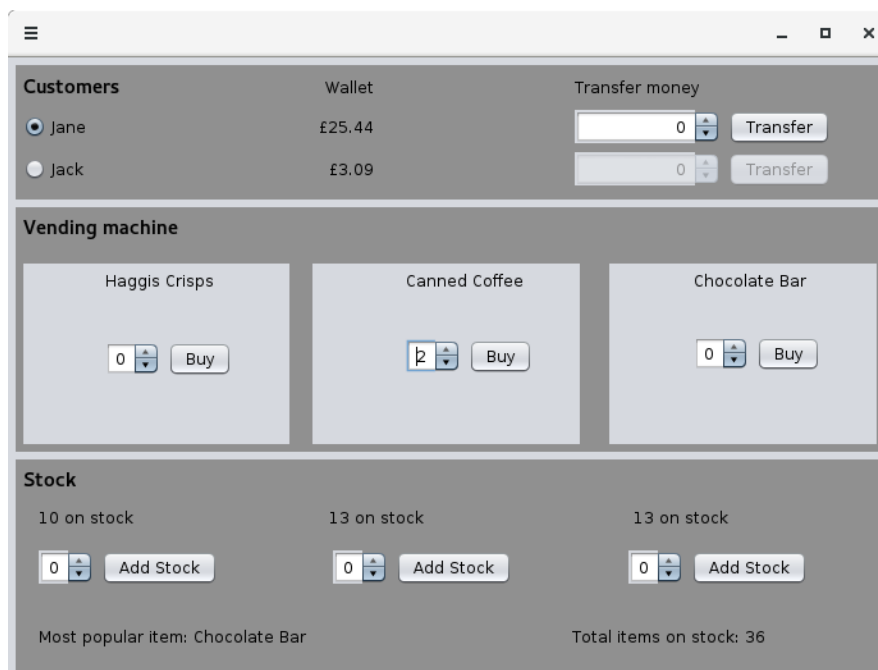 Customers Wallet Transfer money
Jane £25.44 0 Transfer
Jack £3.09 0 Transfer
Vending machine
Haggis Crisps Canned Coffee Chocolate Bar
0 Buy 2 Buy 0 Buy
Stock
10 on stock 13 on stock 13 on stock
0 Add Stock 0 Add Stock 0 Add Stock
Most popular item: Chocolate Bar Total items on stock: 36